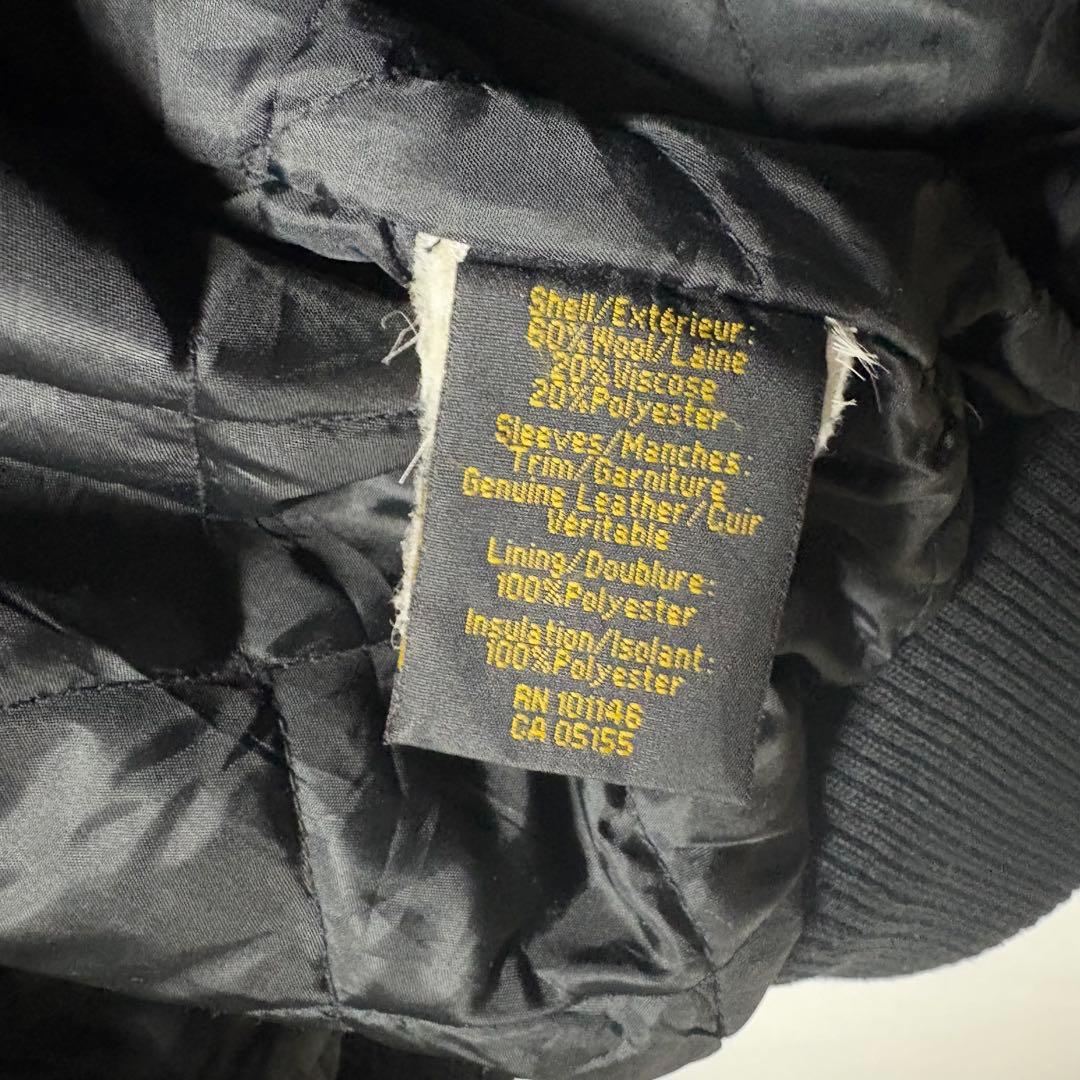 Shell/Extérieur:
60% Wool/Laine
20% Viscose
20%Polyester
Sleeves/Manches:
Trim/Garniture
Genuine Leather/Cuir
Véritable
Lining/Doublure:
100%Polyester
Insulation/Isolant:
100%Polyester
RN 101146
CA 05155